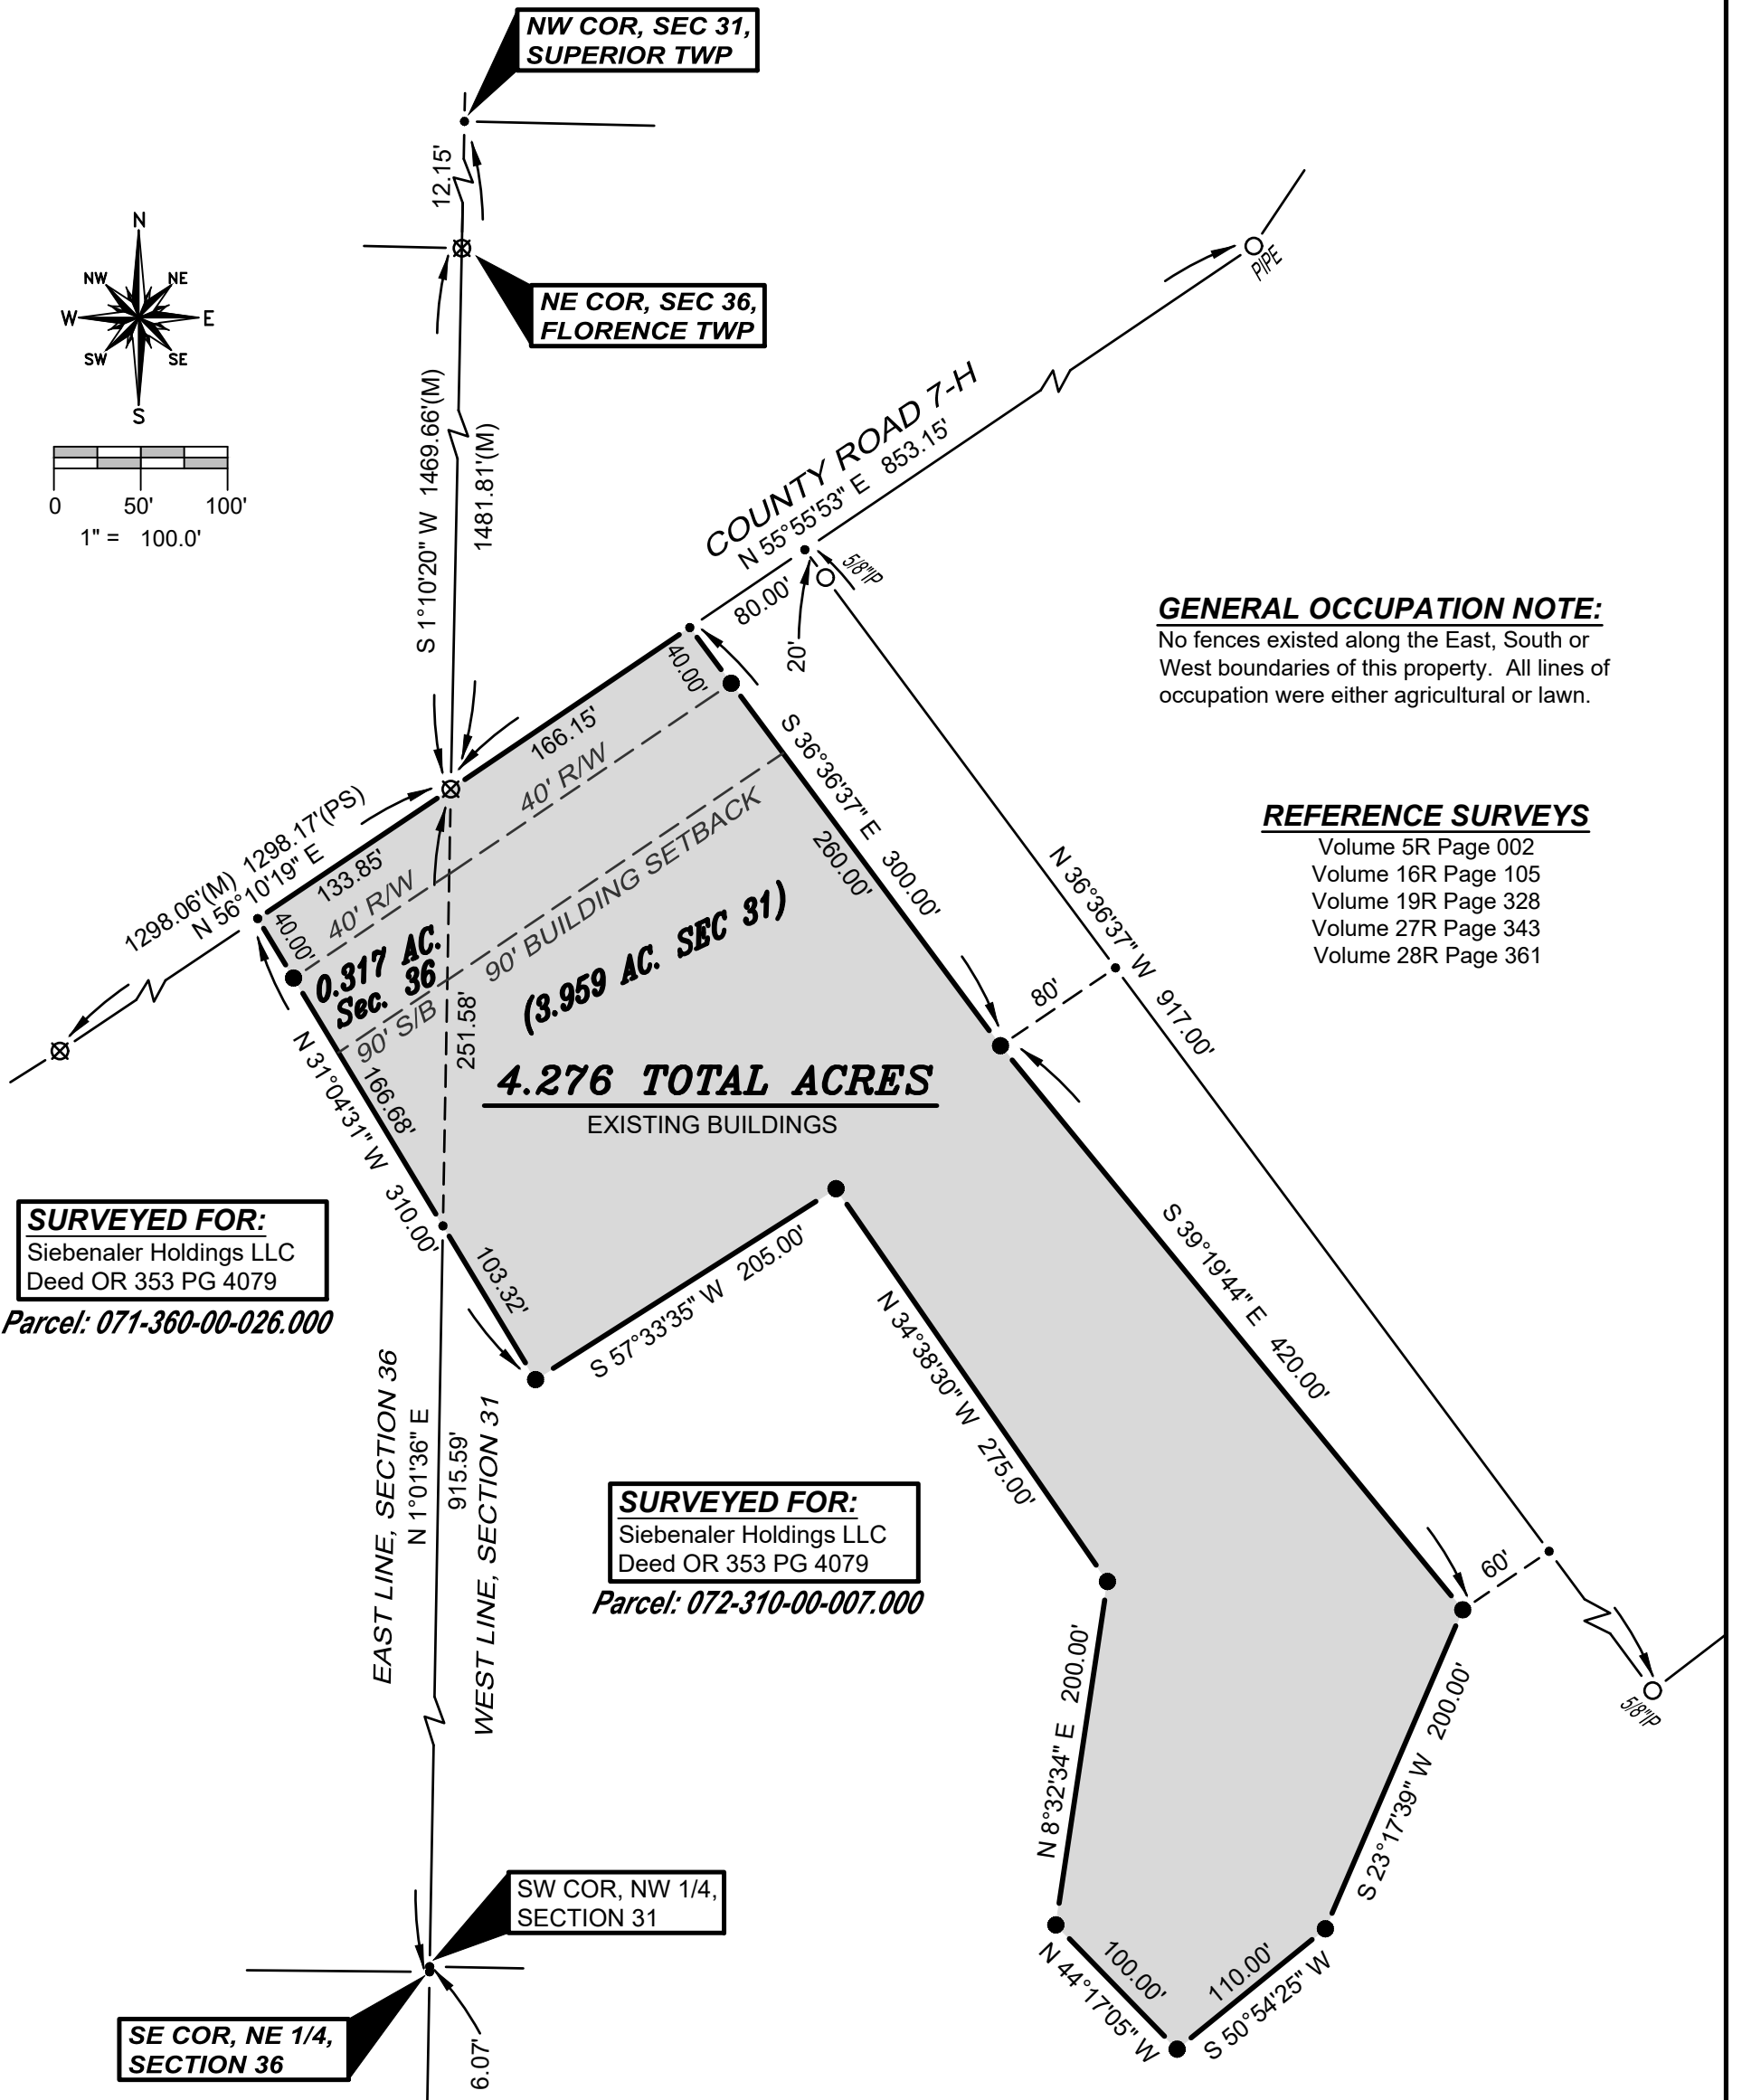 NW COR, SEC 31,
SUPERIOR TWP
12.15'
NE COR, SEC 36,
FLORENCE TWP
N
NW
NE
W
E
SW
SE
S
0 50' 100'
1" = 100.0'
PIPE
S 1°10'20" W 1469.66'(M)
1481.81'(M)
COUNTY ROAD 7-H
N 55°55'53" E 853.15'
80.00'
5/8"IP
20'
GENERAL OCCUPATION NOTE:
No fences existed along the East, South or
West boundaries of this property. All lines of
occupation were either agricultural or lawn.
REFERENCE SURVEYS
Volume 5R Page 002
Volume 16R Page 105
Volume 19R Page 328
Volume 27R Page 343
Volume 28R Page 361
40.00'
166.15'
40' R/W
S 36°36'37" E 300.00'
260.00'
1298.06'(M) 1298.17'(PS)
N 56°10'19" E
133.85'
40' R/W
40.00'
90' BUILDING SETBACK
0.317 AC.
Sec. 36
90' S/B
(3.959 AC. SEC 31)
251.58'
N 36°36'37" W 917.00'
80'
4.276 TOTAL ACRES
EXISTING BUILDINGS
N 31°04'31" W 310.00'
166.68'
103.32'
SURVEYED FOR:
Siebenaler Holdings LLC
Deed OR 353 PG 4079
Parcel: 071-360-00-026.000
S 57°33'35" W 205.00'
N 34°38'30" W 275.00'
S 39°19'44" E 420.00'
EAST LINE, SECTION 36
N 1°01'36" E
915.59'
WEST LINE, SECTION 31
SURVEYED FOR:
Siebenaler Holdings LLC
Deed OR 353 PG 4079
Parcel: 072-310-00-007.000
60'
5/8"IP
N 8°32'34" E 200.00'
S 23°17'39" W 200.00'
SW COR, NW 1/4,
SECTION 31
100.00'
N 44°17'05" W
110.00'
S 50°54'25" W
SE COR, NE 1/4,
SECTION 36
6.07'